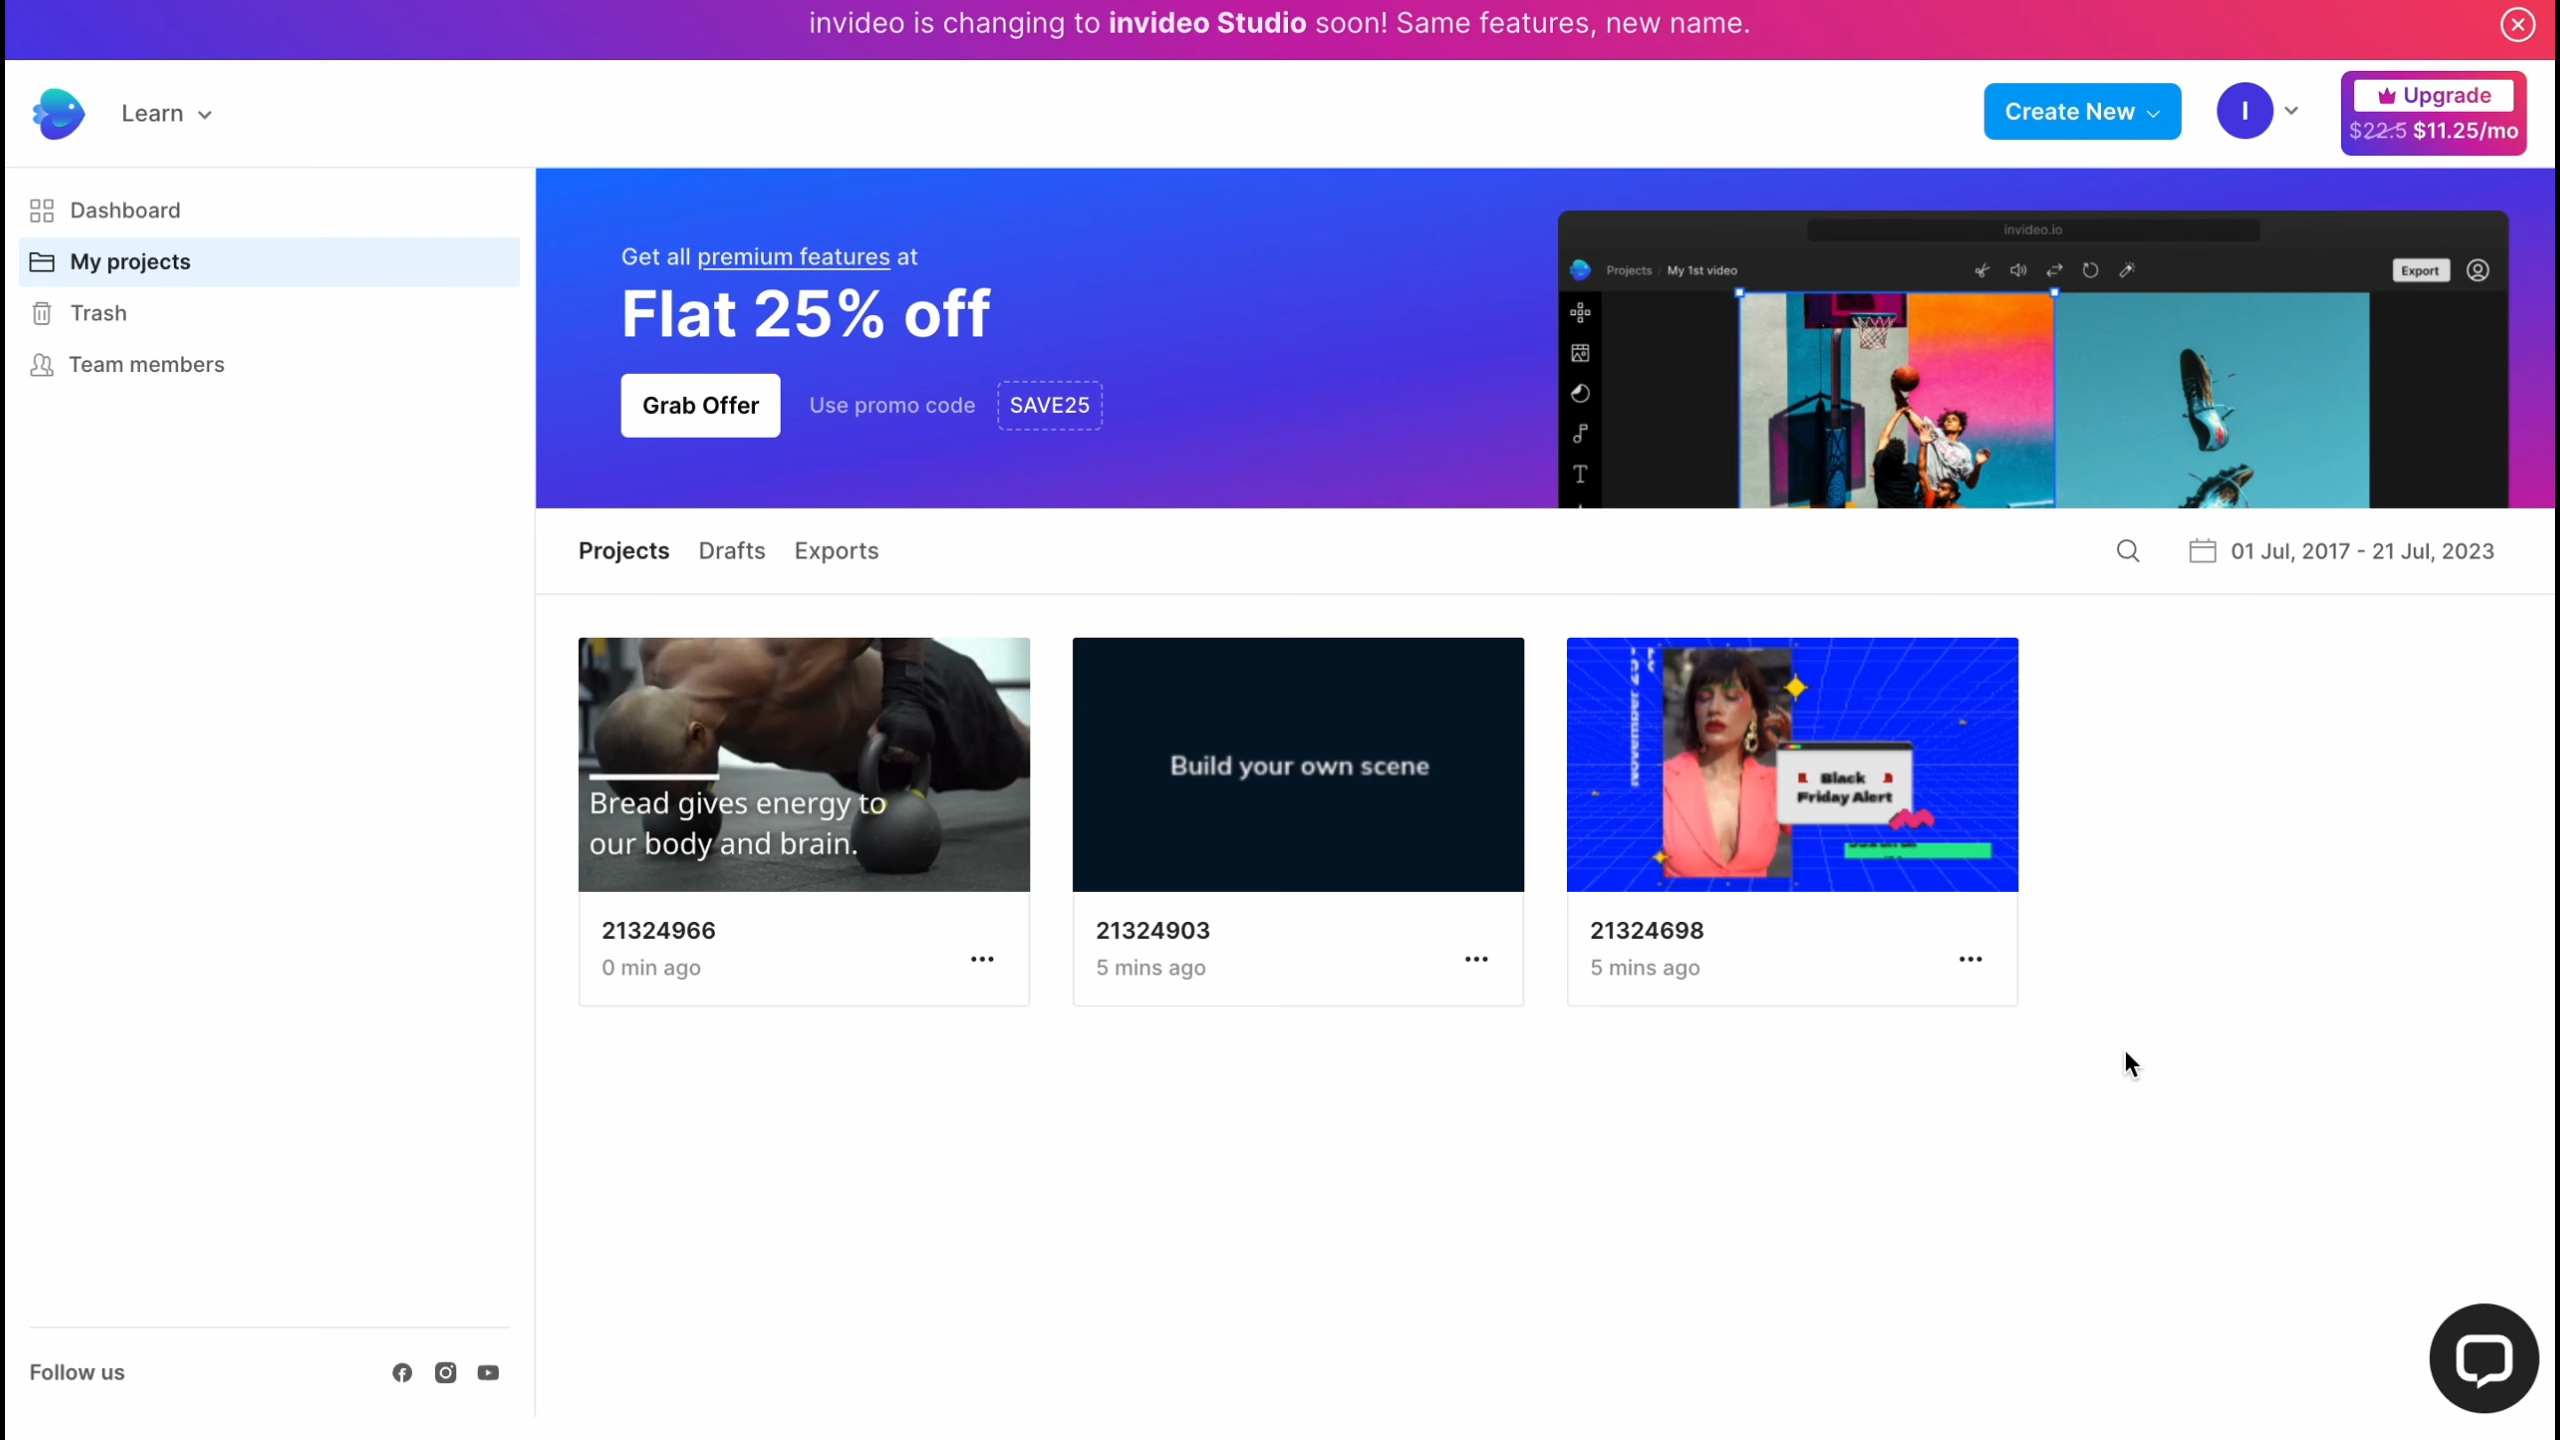 invideo is changing to invideo Studio soon! Same features, new name.
Learn
Create New
I
Upgrade
$22.5 $11.25/mo
Dashboard
My projects
Trash
Team members
Get all premium features at
Flat 25% off
Grab Offer
Use promo code
SAVE25
invideo.io
Projects / My 1st video
Export
T
Projects
Drafts
Exports
01 Jul, 2017 - 21 Jul, 2023
Bread gives energy to
our body and brain.
Build your own scene
Black
Friday Alert
21324966
0 min ago
21324903
5 mins ago
21324698
5 mins ago
Follow us